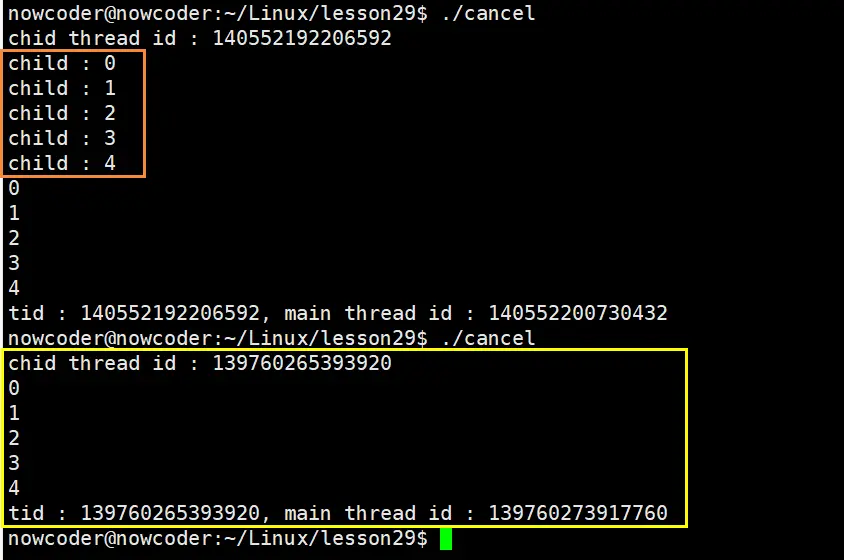 nowcoder@nowcoder:~/Linux/lesson29$ ./cancel
chid thread id : 140552192206592
child : 0
child : 1
child : 2
child : 3
child : 4
0
1
2
3
4
tid : 140552192206592, main thread id : 140552200730432
nowcoder@nowcoder:~/Linux/lesson29$ ./cancel
chid thread id : 139760265393920
0
1
2
3
4
tid : 139760265393920, main thread id : 139760273917760
nowcoder@nowcoder:~/Linux/lesson29$